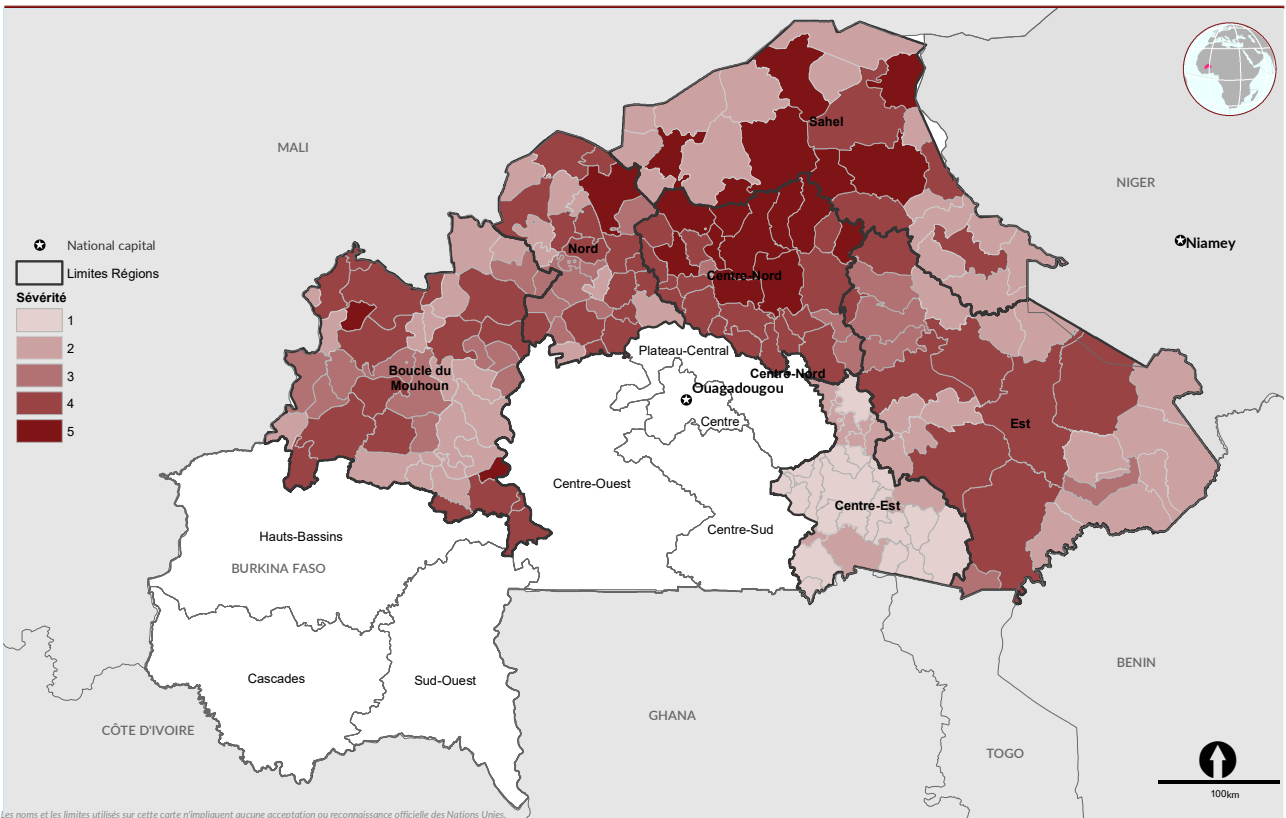 MALI
NIGER
Niamey
National capital
Limites Régions
Sévérité
1
2
3
4
5
Sahel
Nord
Centre-Nord
Boucle du
Mouhoun
Plateau-Central
Centre-Nord
Ouagadougou
Centre
Est
Centre-Ouest
Centre-Est
Centre-Sud
Hauts-Bassins
BURKINA FASO
Cascades
Sud-Ouest
BENIN
CÔTE D'IVOIRE
GHANA
TOGO
100km
Les noms et les limites utilisés sur cette carte n'impliquent aucune acceptation ou reconnaissance officielle des Nations Unies.